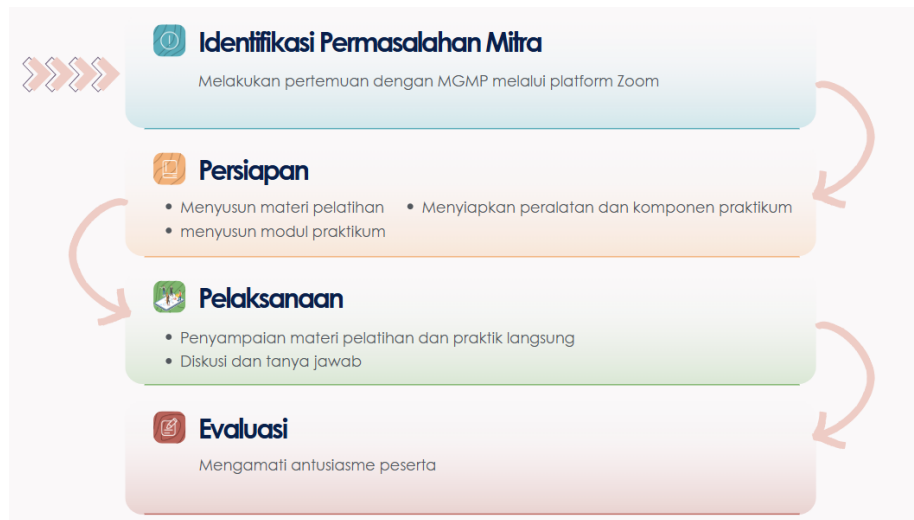 Identifikasi Permasalahan Mitra
Melakukan pertemuan dengan MGMP melalui platform Zoom
Persiapan
• Menyusun materi pelatihan
• menyusun modul praktikum
• Menyiapkan peralatan dan komponen praktikum
Pelaksanaan
• Penyampaian materi pelatihan dan praktik langsung
• Diskusi dan tanya jawab
Evaluasi
Mengamati antusiasme peserta